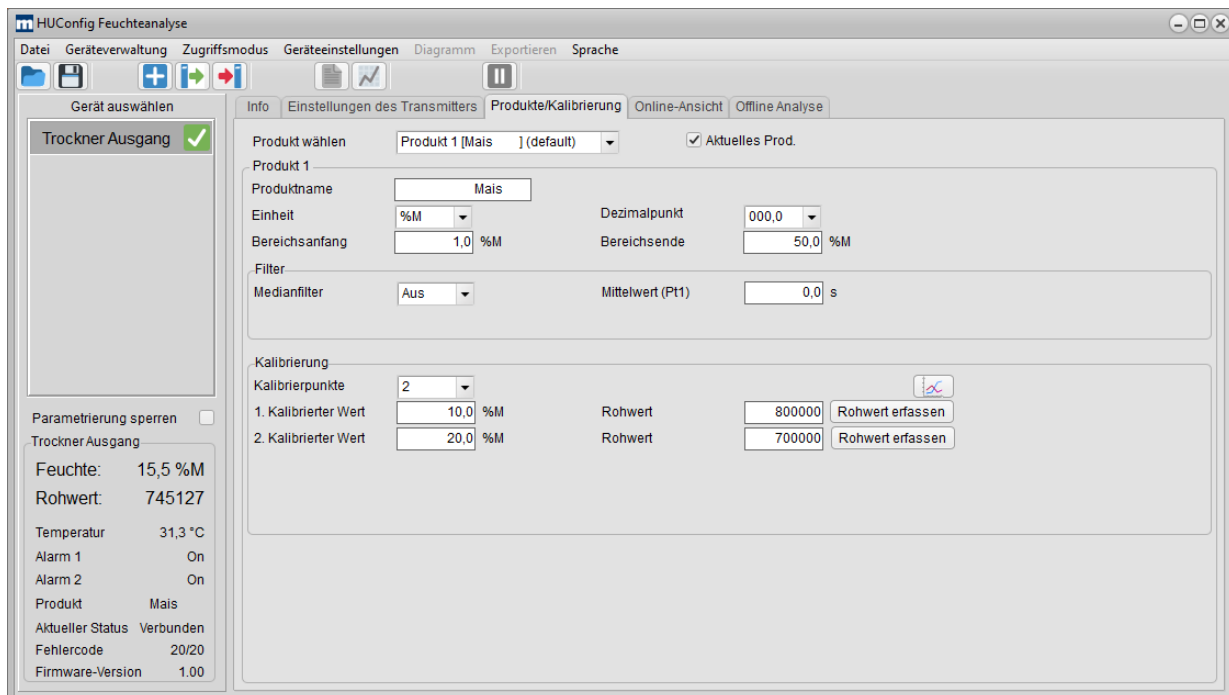 HUConfig Feuchteanalyse
Datei Geräteverwaltung Zugriffsmodus Geräteeinstellungen Diagramm Exportieren Sprache
Gerät auswählen
Trockner Ausgang
Parametrierung sperren
Trockner Ausgang
Feuchte: 15,5 %M
Rohwert: 745127
Temperatur 31,3 °C
Alarm 1 On
Alarm 2 On
Produkt Mais
Aktueller Status Verbunden
Fehlercode 20/20
Firmware-Version 1.00
Info Einstellungen des Transmitters Produkte/Kalibrierung Online-Ansicht Offline Analyse
Produkt wählen Produkt 1 [Mais ] (default) Aktuelles Prod.
Produkt 1
Produktname Mais
Einheit %M Dezimalpunkt 000,0
Bereichsanfang 1,0 %M Bereichsende 50,0 %M
Filter
Medianfilter Aus Mittelwert (Pt1) 0,0 s
Kalibrierung
Kalibrierpunkte 2
1. Kalibrierter Wert 10,0 %M Rohwert 800000 Rohwert erfassen
2. Kalibrierter Wert 20,0 %M Rohwert 700000 Rohwert erfassen